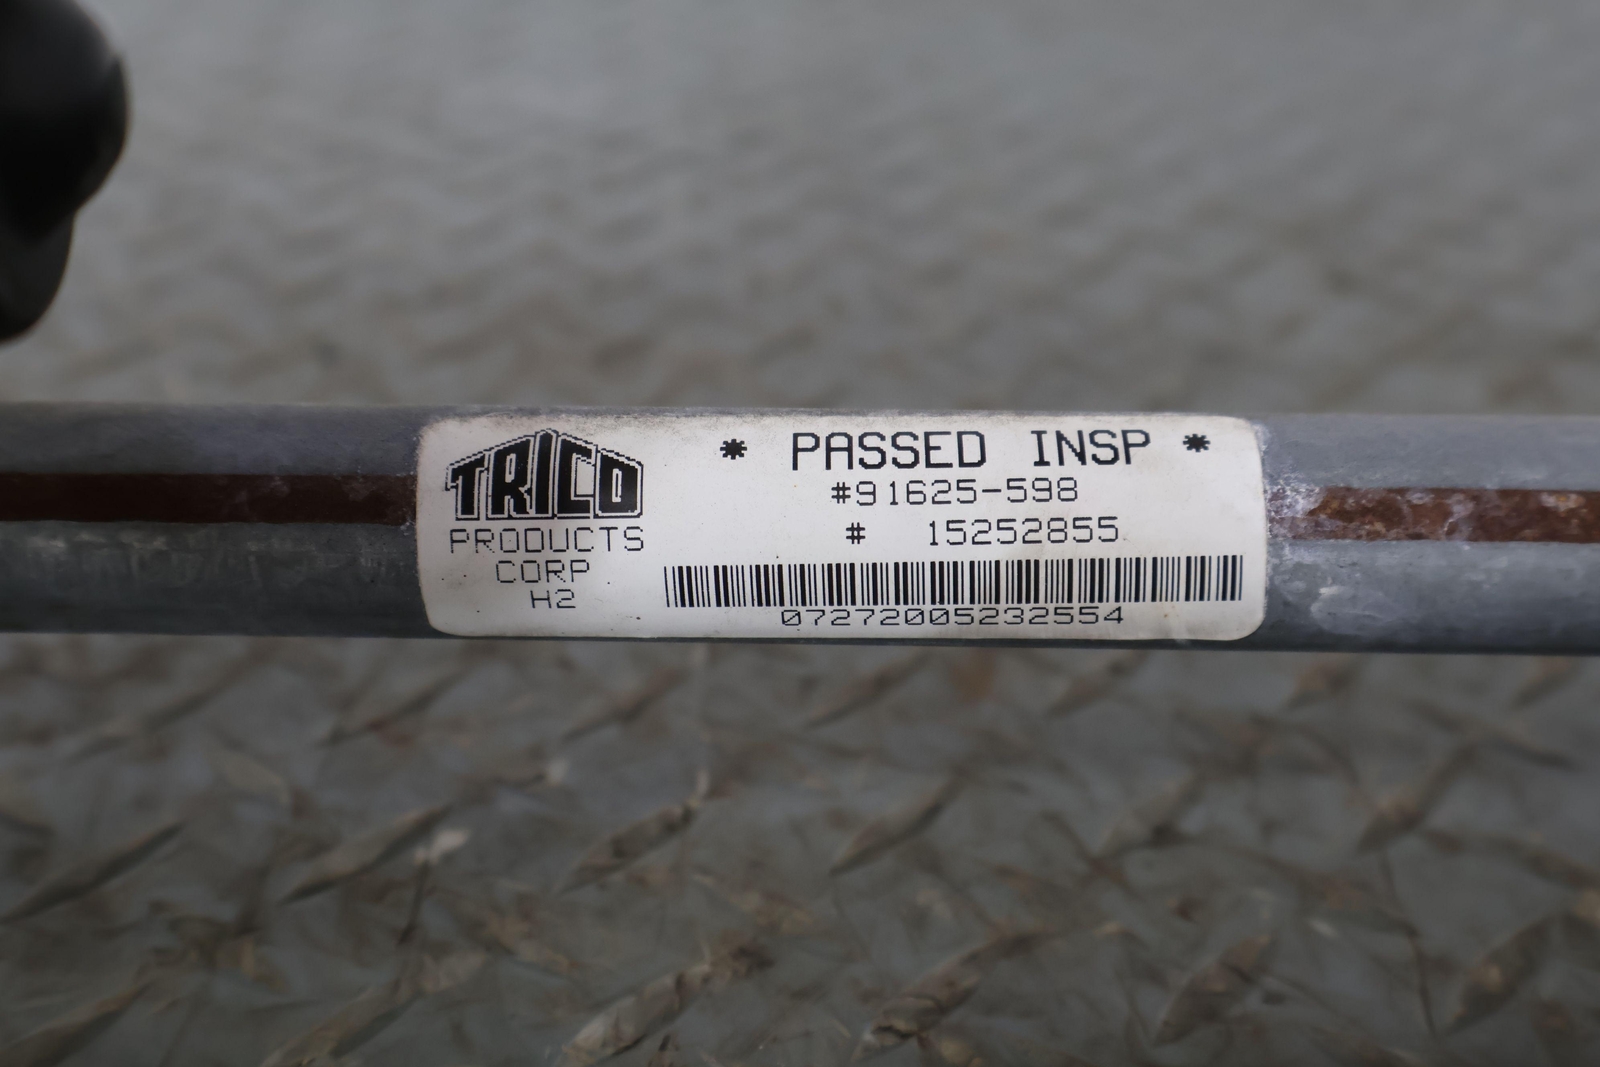 TRICO
PRODUCTS
CORP
H2
* PASSED INSP *
#91625-598
# 15252855
07272005232554